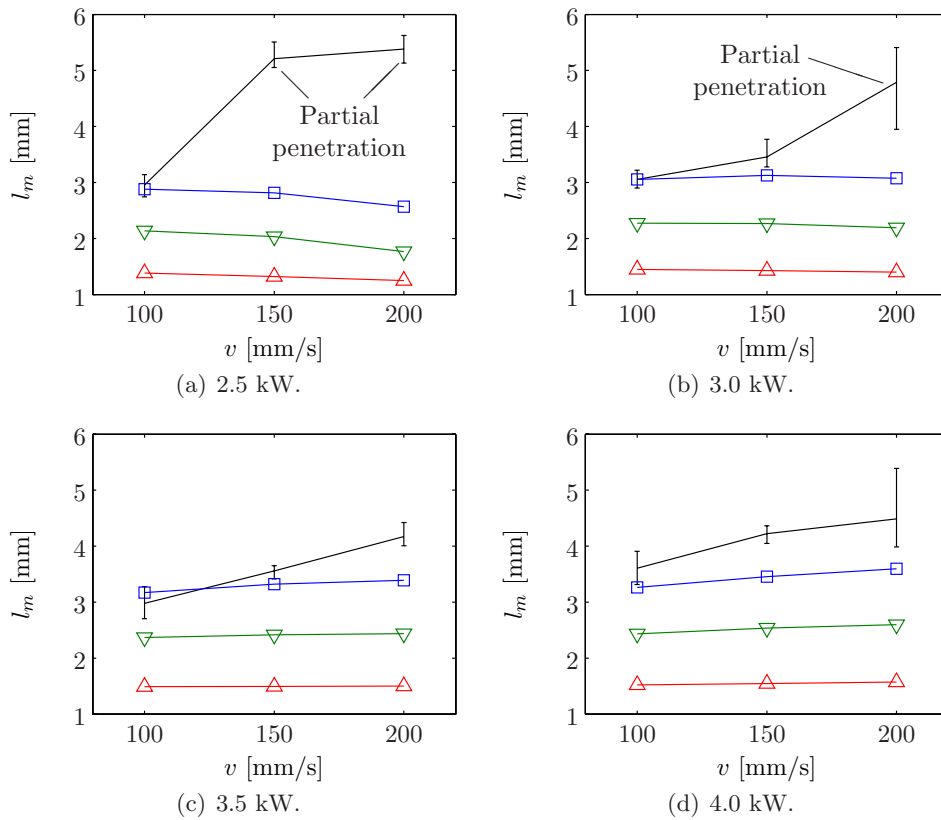 6
5
4
3
2
1
l_m [mm]
Partial
penetration
100 150 200
v [mm/s]
(a) 2.5 kW.
6
5
4
3
2
1
l_m [mm]
Partial
penetration
100 150 200
v [mm/s]
(b) 3.0 kW.
6
5
4
3
2
1
l_m [mm]
100 150 200
v [mm/s]
(c) 3.5 kW.
6
5
4
3
2
1
l_m [mm]
100 150 200
v [mm/s]
(d) 4.0 kW.